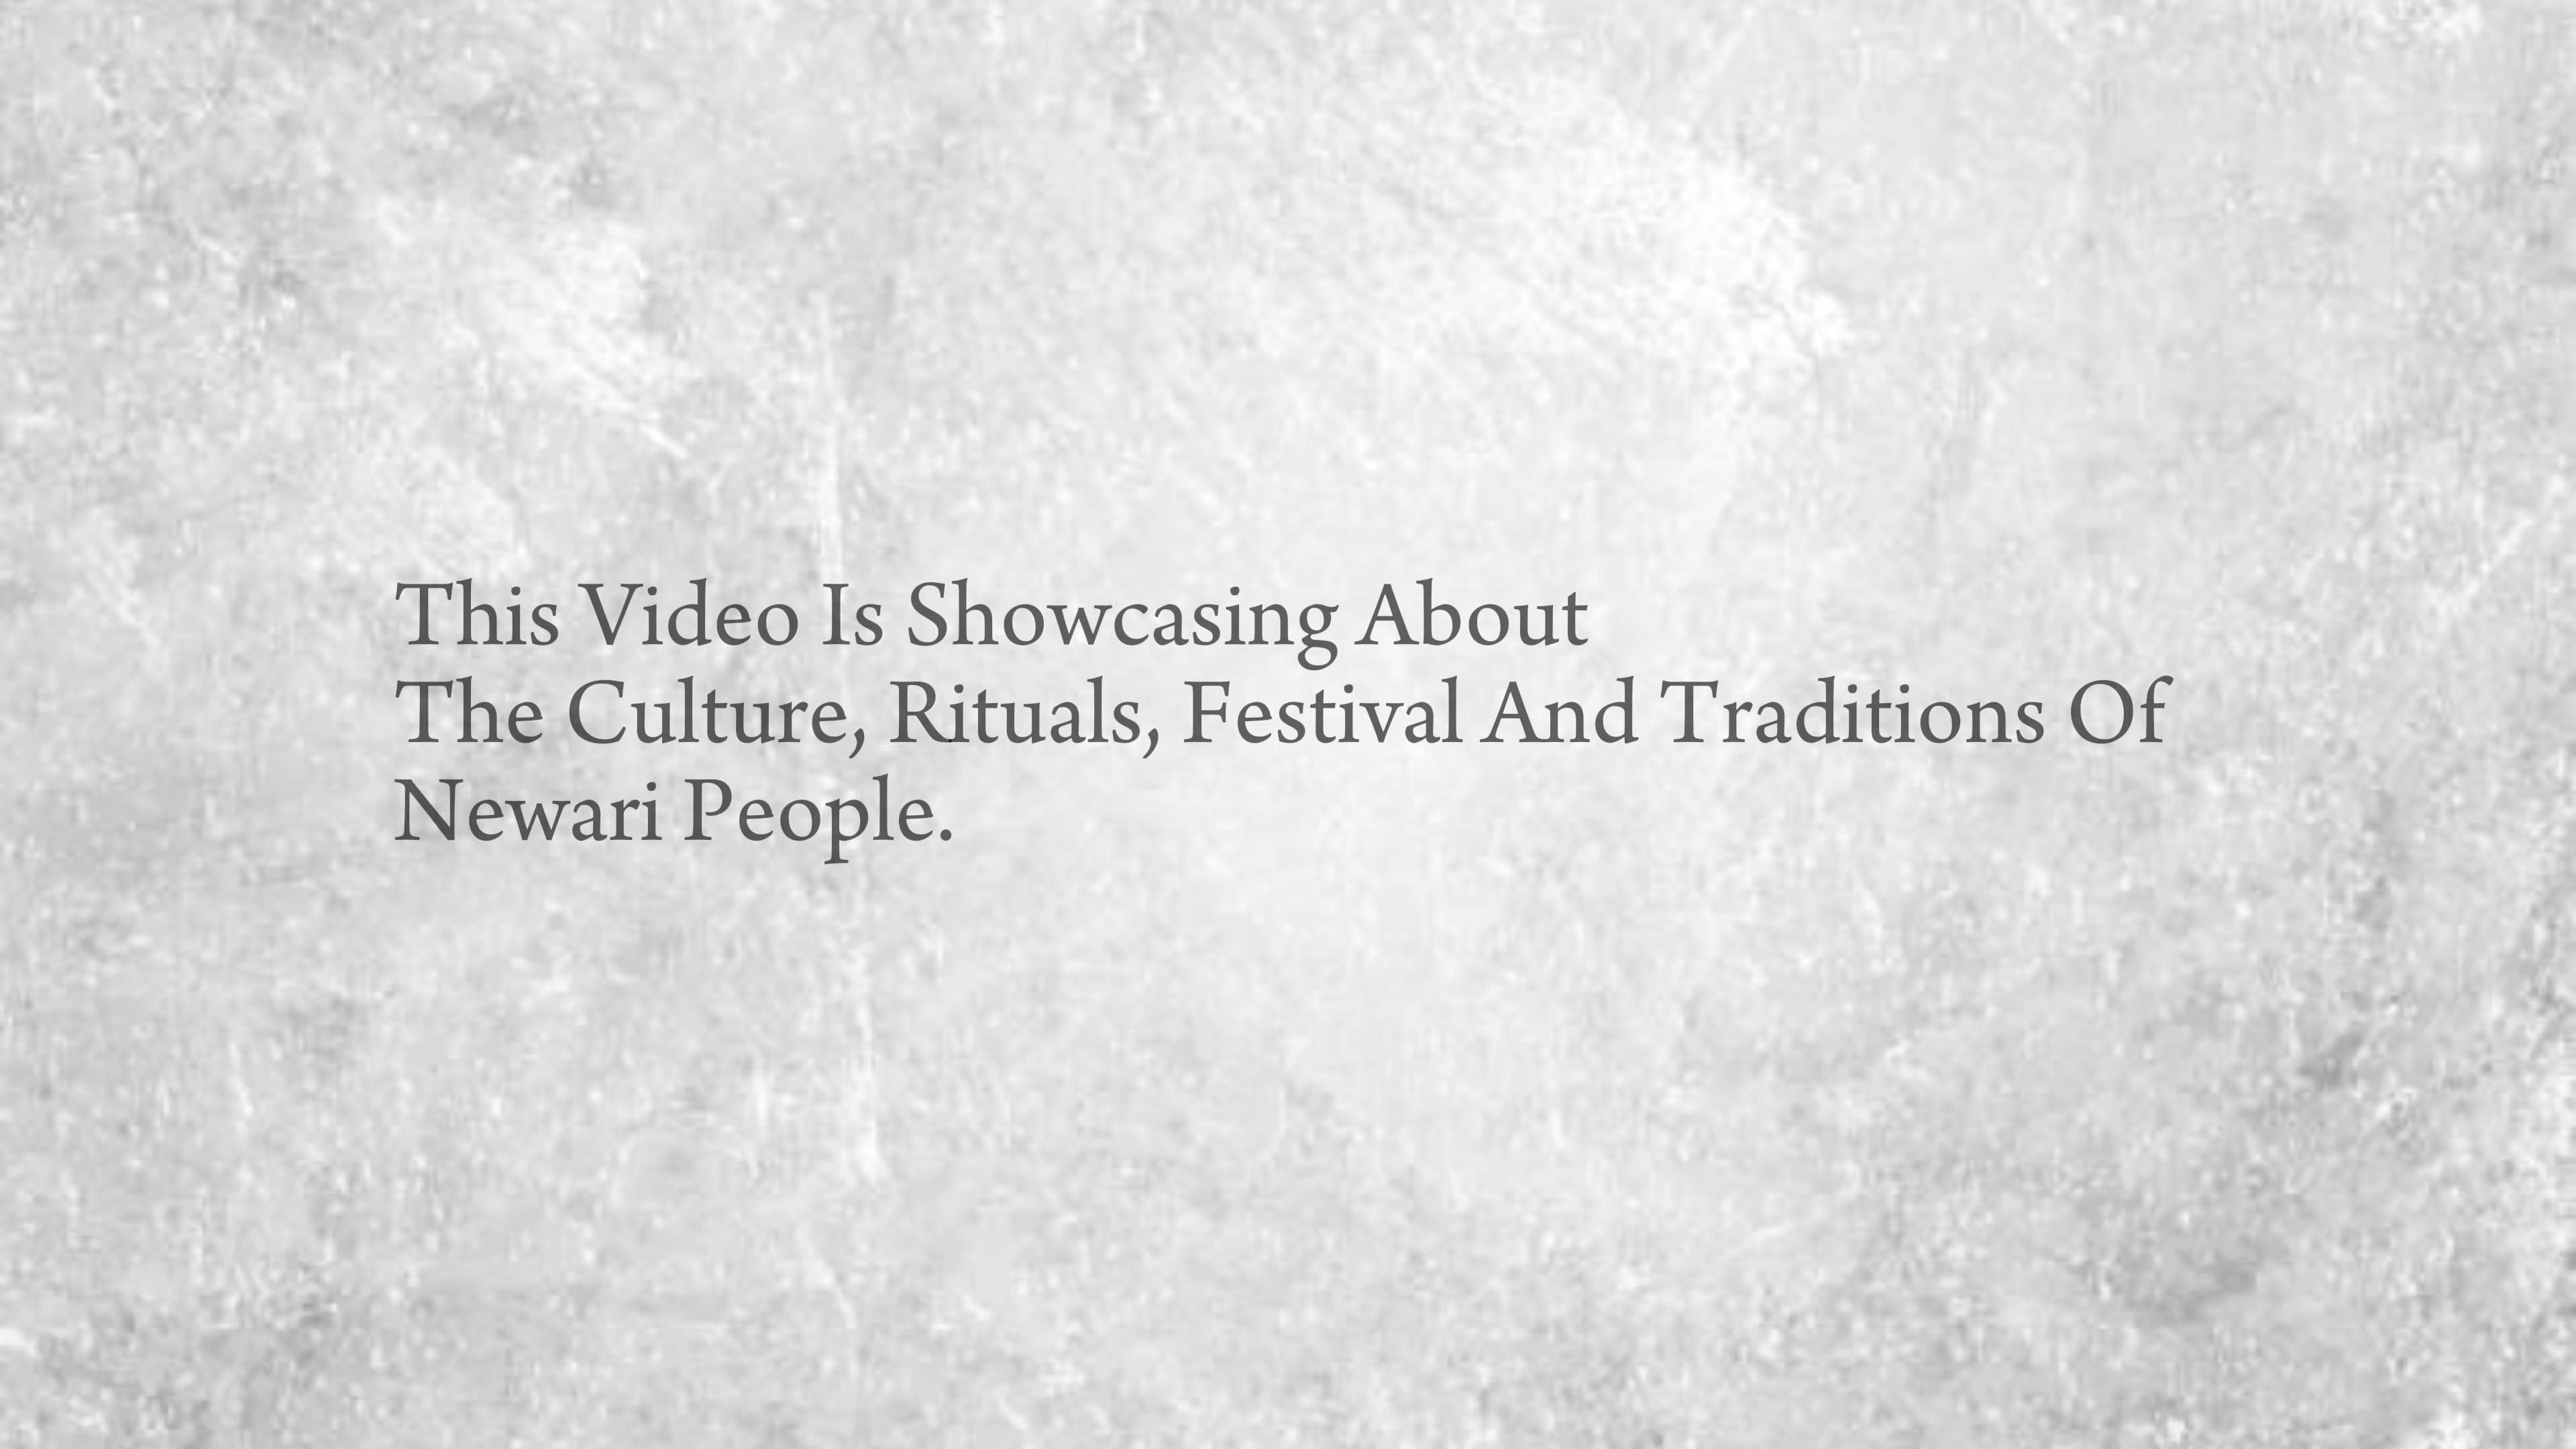 This Video Is Showcasing About
The Culture, Rituals, Festival And Traditions Of
Newari People.